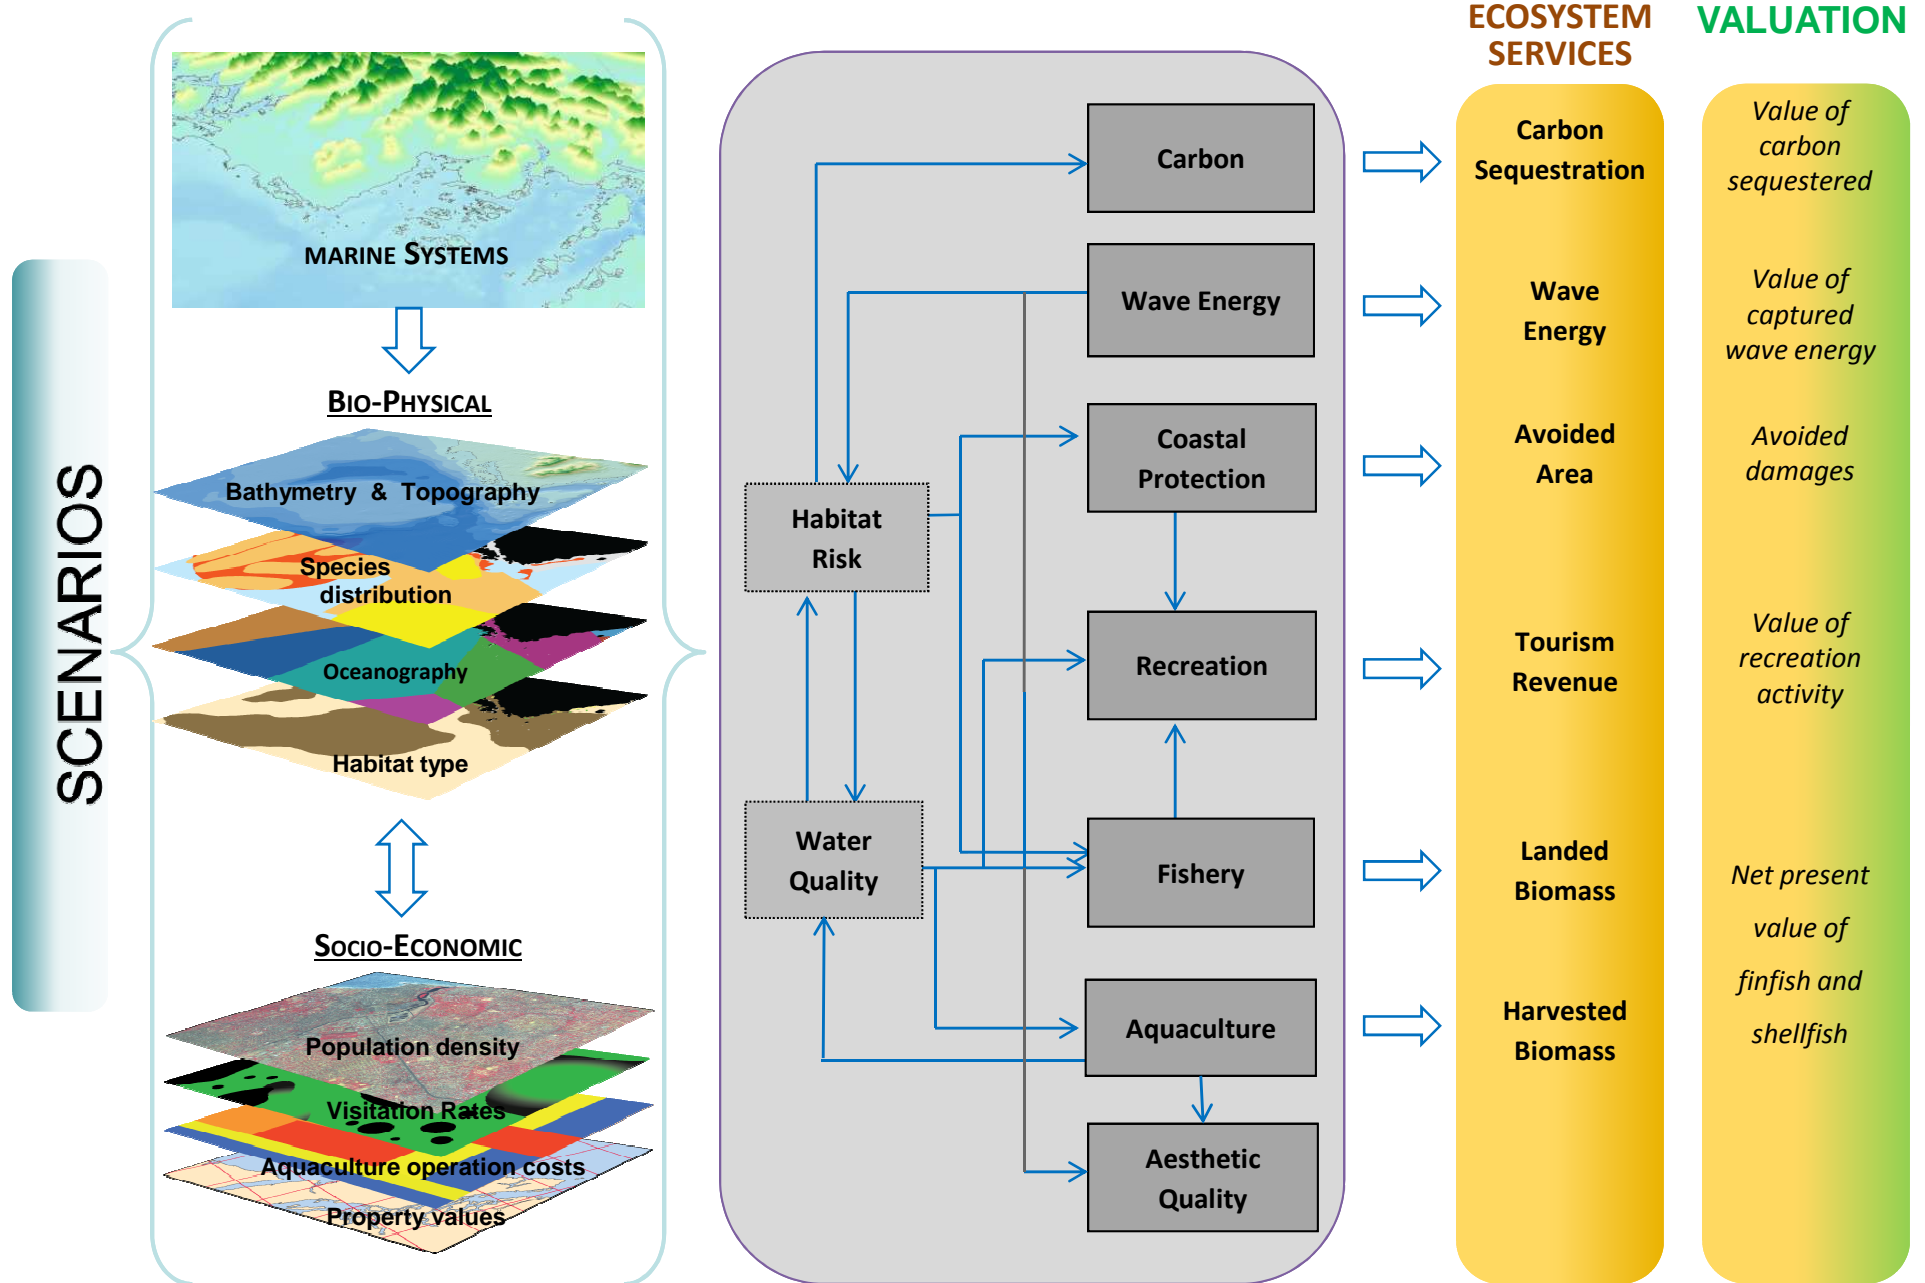 SCENARIOS
MARINE SYSTEMS
BIO-PHYSICAL
Bathymetry & Topography
Species
distribution
Oceanography
Habitat type
SOCIO-ECONOMIC
Population density
Visitation Rates
Aquaculture operation costs
Property values
Habitat
Risk
Water
Quality
Carbon
Wave Energy
Coastal
Protection
Recreation
Fishery
Aquaculture
Aesthetic
Quality
ECOSYSTEM
SERVICES
Carbon
Sequestration
Wave
Energy
Avoided
Area
Tourism
Revenue
Landed
Biomass
Harvested
Biomass
VALUATION
Value of
carbon
sequestered
Value of
captured
wave energy
Avoided
damages
Value of
recreation
activity
Net present
value of
finfish and
shellfish